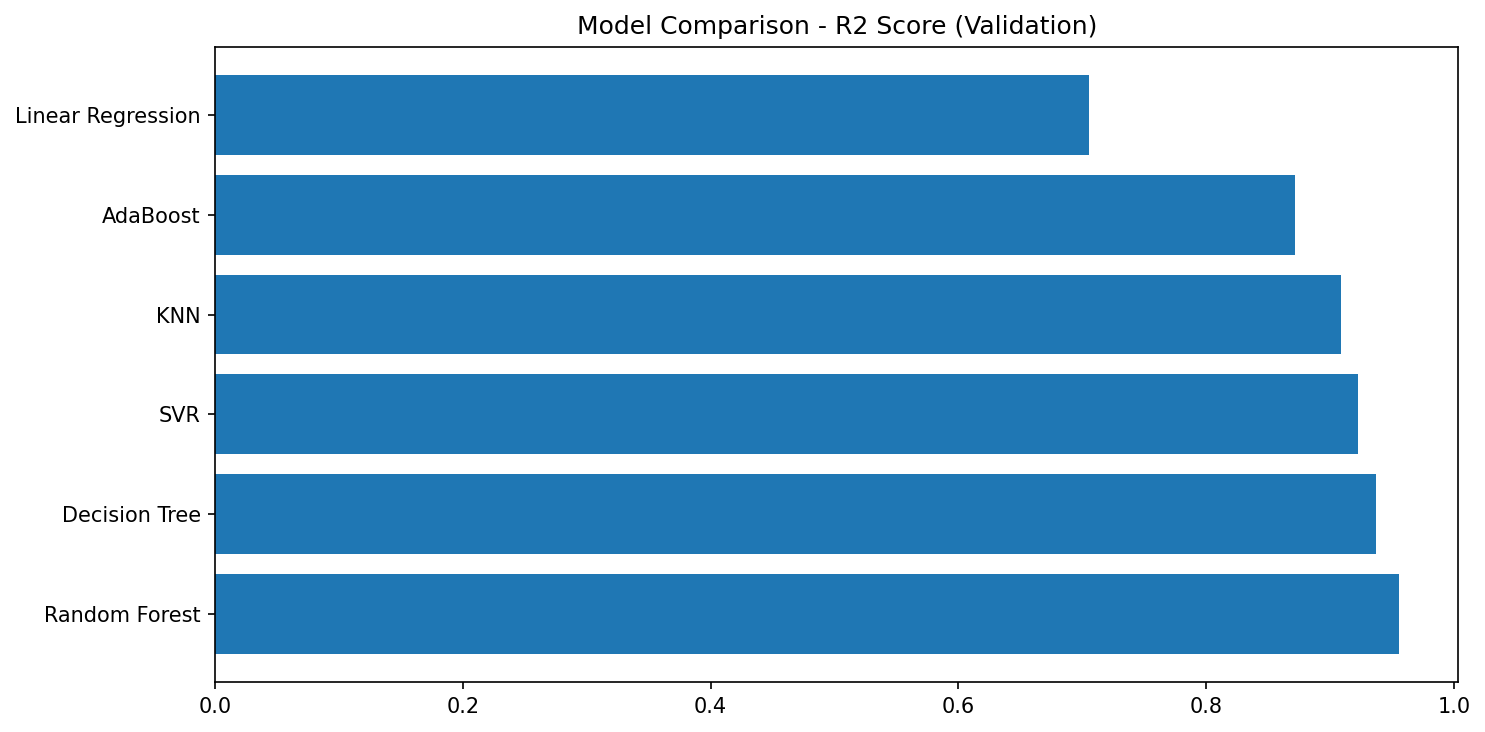 Model Comparison - R2 Score (Validation)
Linear Regression
AdaBoost
KNN
SVR
Decision Tree
Random Forest
0.0 0.2 0.4 0.6 0.8 1.0